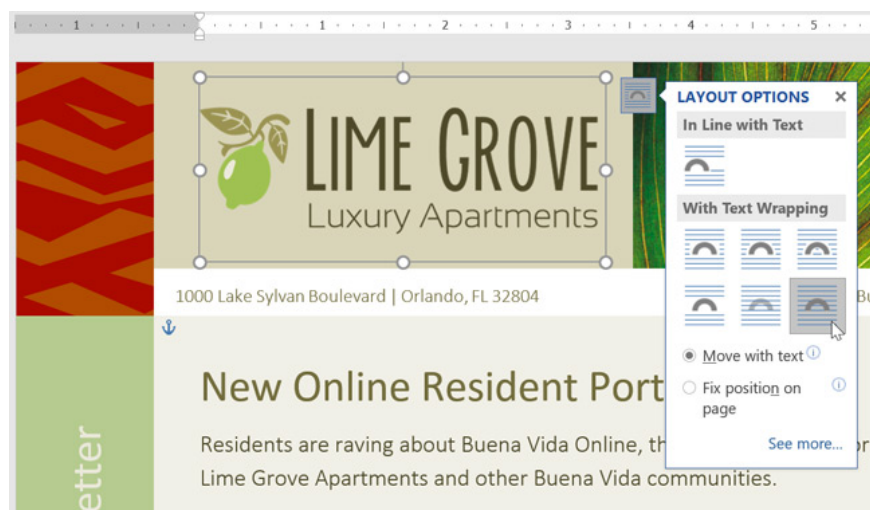 1 1 2 3 4 5
LIME GROVE
Luxury Apartments
LAYOUT OPTIONS
In Line with Text
With Text Wrapping
1000 Lake Sylvan Boulevard | Orlando, FL 32804
Move with text
Fix position on
page
See more...
New Online Resident Port
Residents are raving about Buena Vida Online, th
Lime Grove Apartments and other Buena Vida communities.
etter